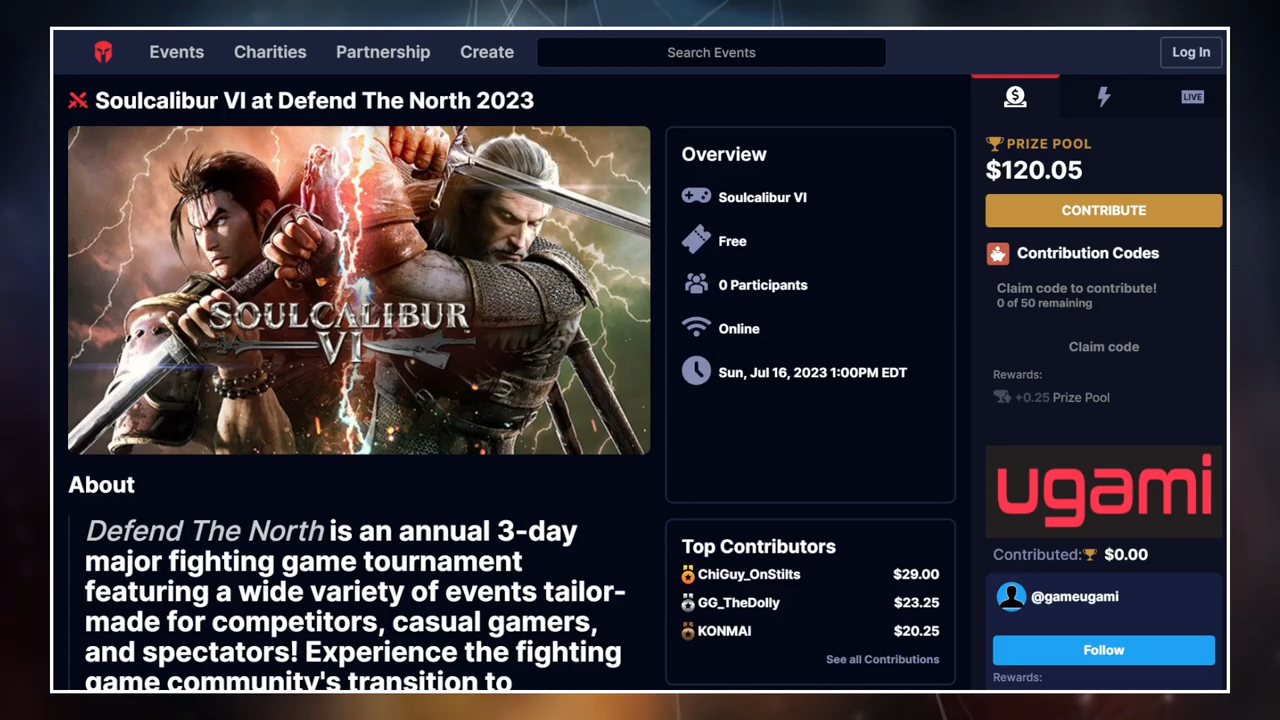 Events Charities Partnership Create Search Events Log In
Soulcalibur VI at Defend The North 2023
SOULCALIBUR
VI
About
Defend The North is an annual 3-day
major fighting game tournament
featuring a wide variety of events tailor-
made for competitors, casual gamers,
and spectators! Experience the fighting
game community's transition to
Overview
Soulcalibur VI
Free
0 Participants
Online
Sun, Jul 16, 2023 1:00PM EDT
Top Contributors
ChiGuy_OnStilts $29.00
GG_TheDolly $23.25
KONMAI $20.25
See all Contributions
LIVE
PRIZE POOL
$120.05
CONTRIBUTE
Contribution Codes
Claim code to contribute!
0 of 50 remaining
Claim code
Rewards:
+0.25 Prize Pool
ugami
Contributed: $0.00
@gameugami
Follow
Rewards: